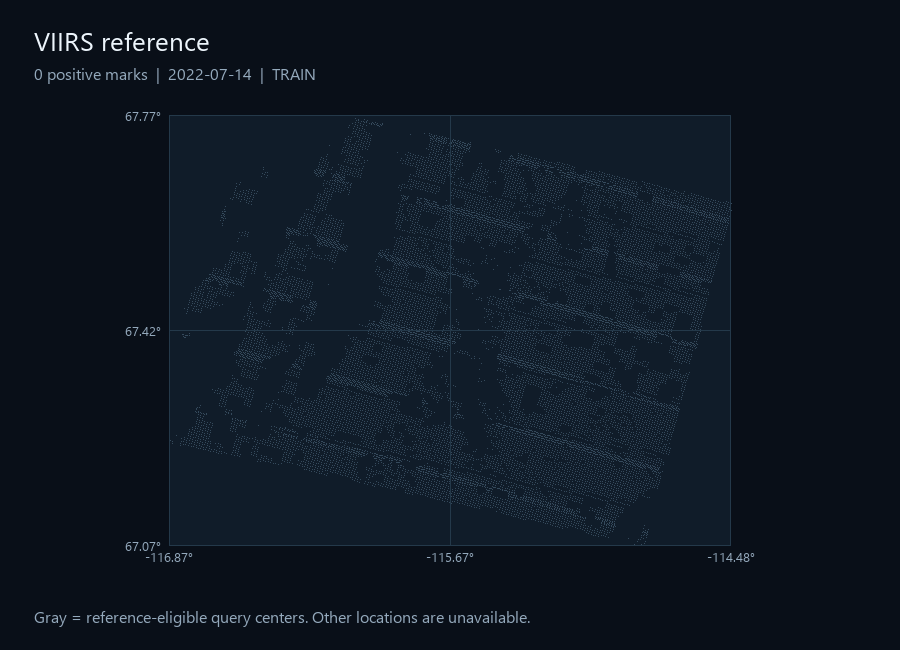 VIIRS reference
0 positive marks | 2022-07-14 | TRAIN
67.77°
67.42°
67.07°
-116.87°
-115.67°
-114.48°
Gray = reference-eligible query centers. Other locations are unavailable.